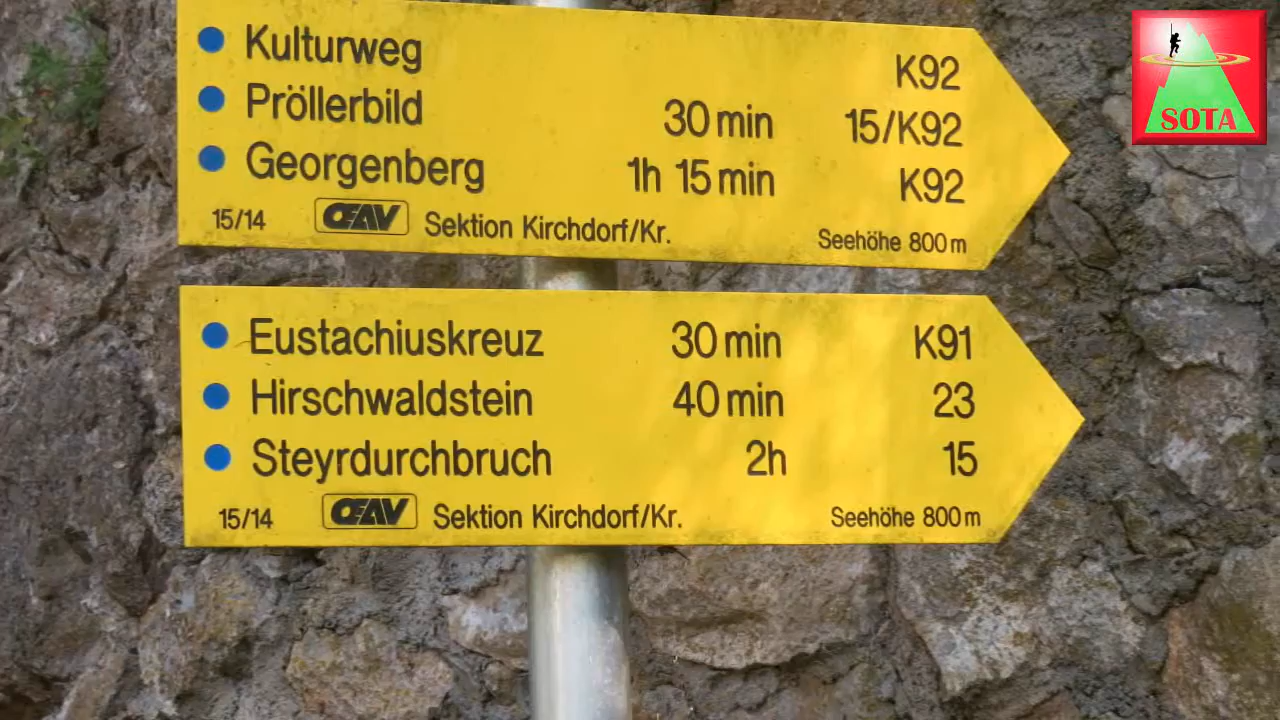 Kulturweg K92
Pröllerbild 30 min 15/K92
Georgenberg 1h 15 min K92
15/14 ŒAV Sektion Kirchdorf/Kr. Seehöhe 800 m
Eustachiuskreuz 30 min K91
Hirschwaldstein 40 min 23
Steyrdurchbruch 2h 15
15/14 ŒAV Sektion Kirchdorf/Kr. Seehöhe 800 m
SOTA